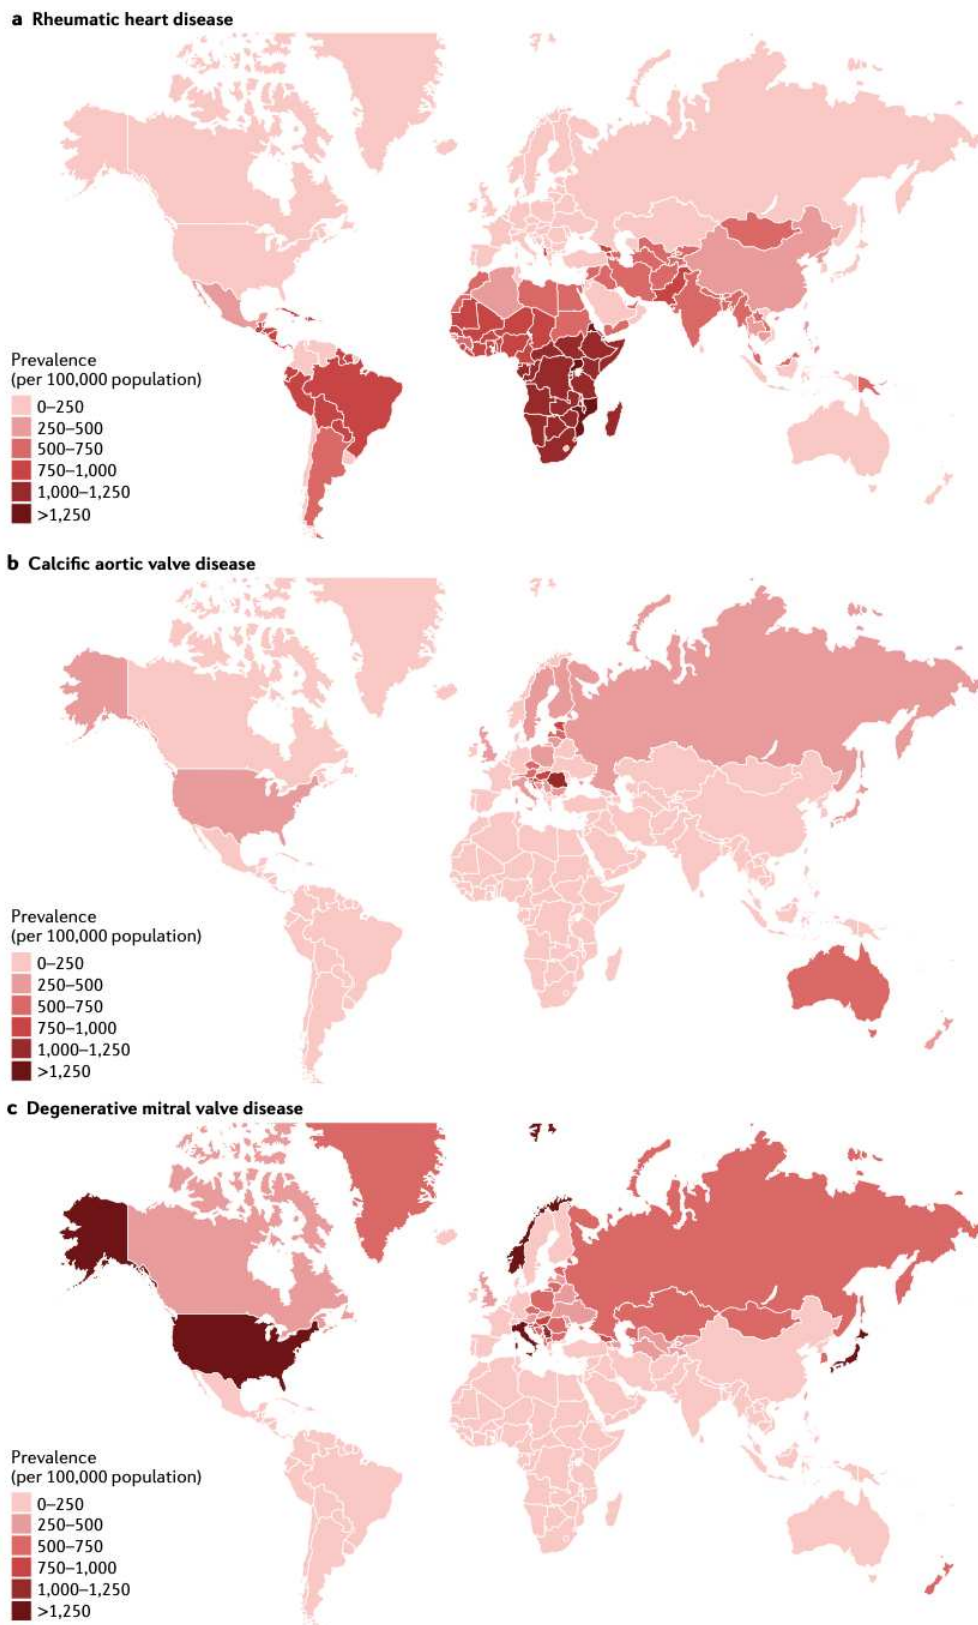 a Rheumatic heart disease
Prevalence
(per 100,000 population)
0–250
250–500
500–750
750–1,000
1,000–1,250
>1,250
b Calcific aortic valve disease
Prevalence
(per 100,000 population)
0–250
250–500
500–750
750–1,000
1,000–1,250
>1,250
c Degenerative mitral valve disease
Prevalence
(per 100,000 population)
0–250
250–500
500–750
750–1,000
1,000–1,250
>1,250